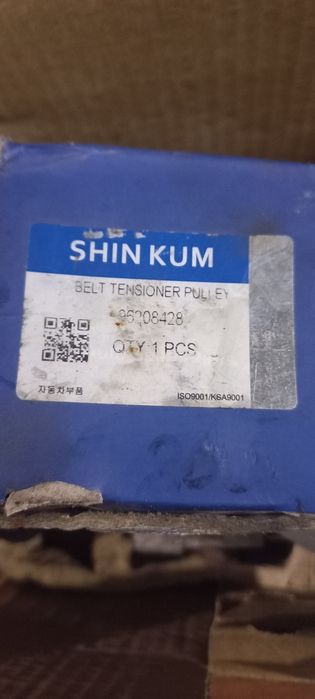 SHIN KUM
BELT TENSIONER PULLEY
96208428
QTY 1 PCS
자동차부품
ISO9001/KSA9001